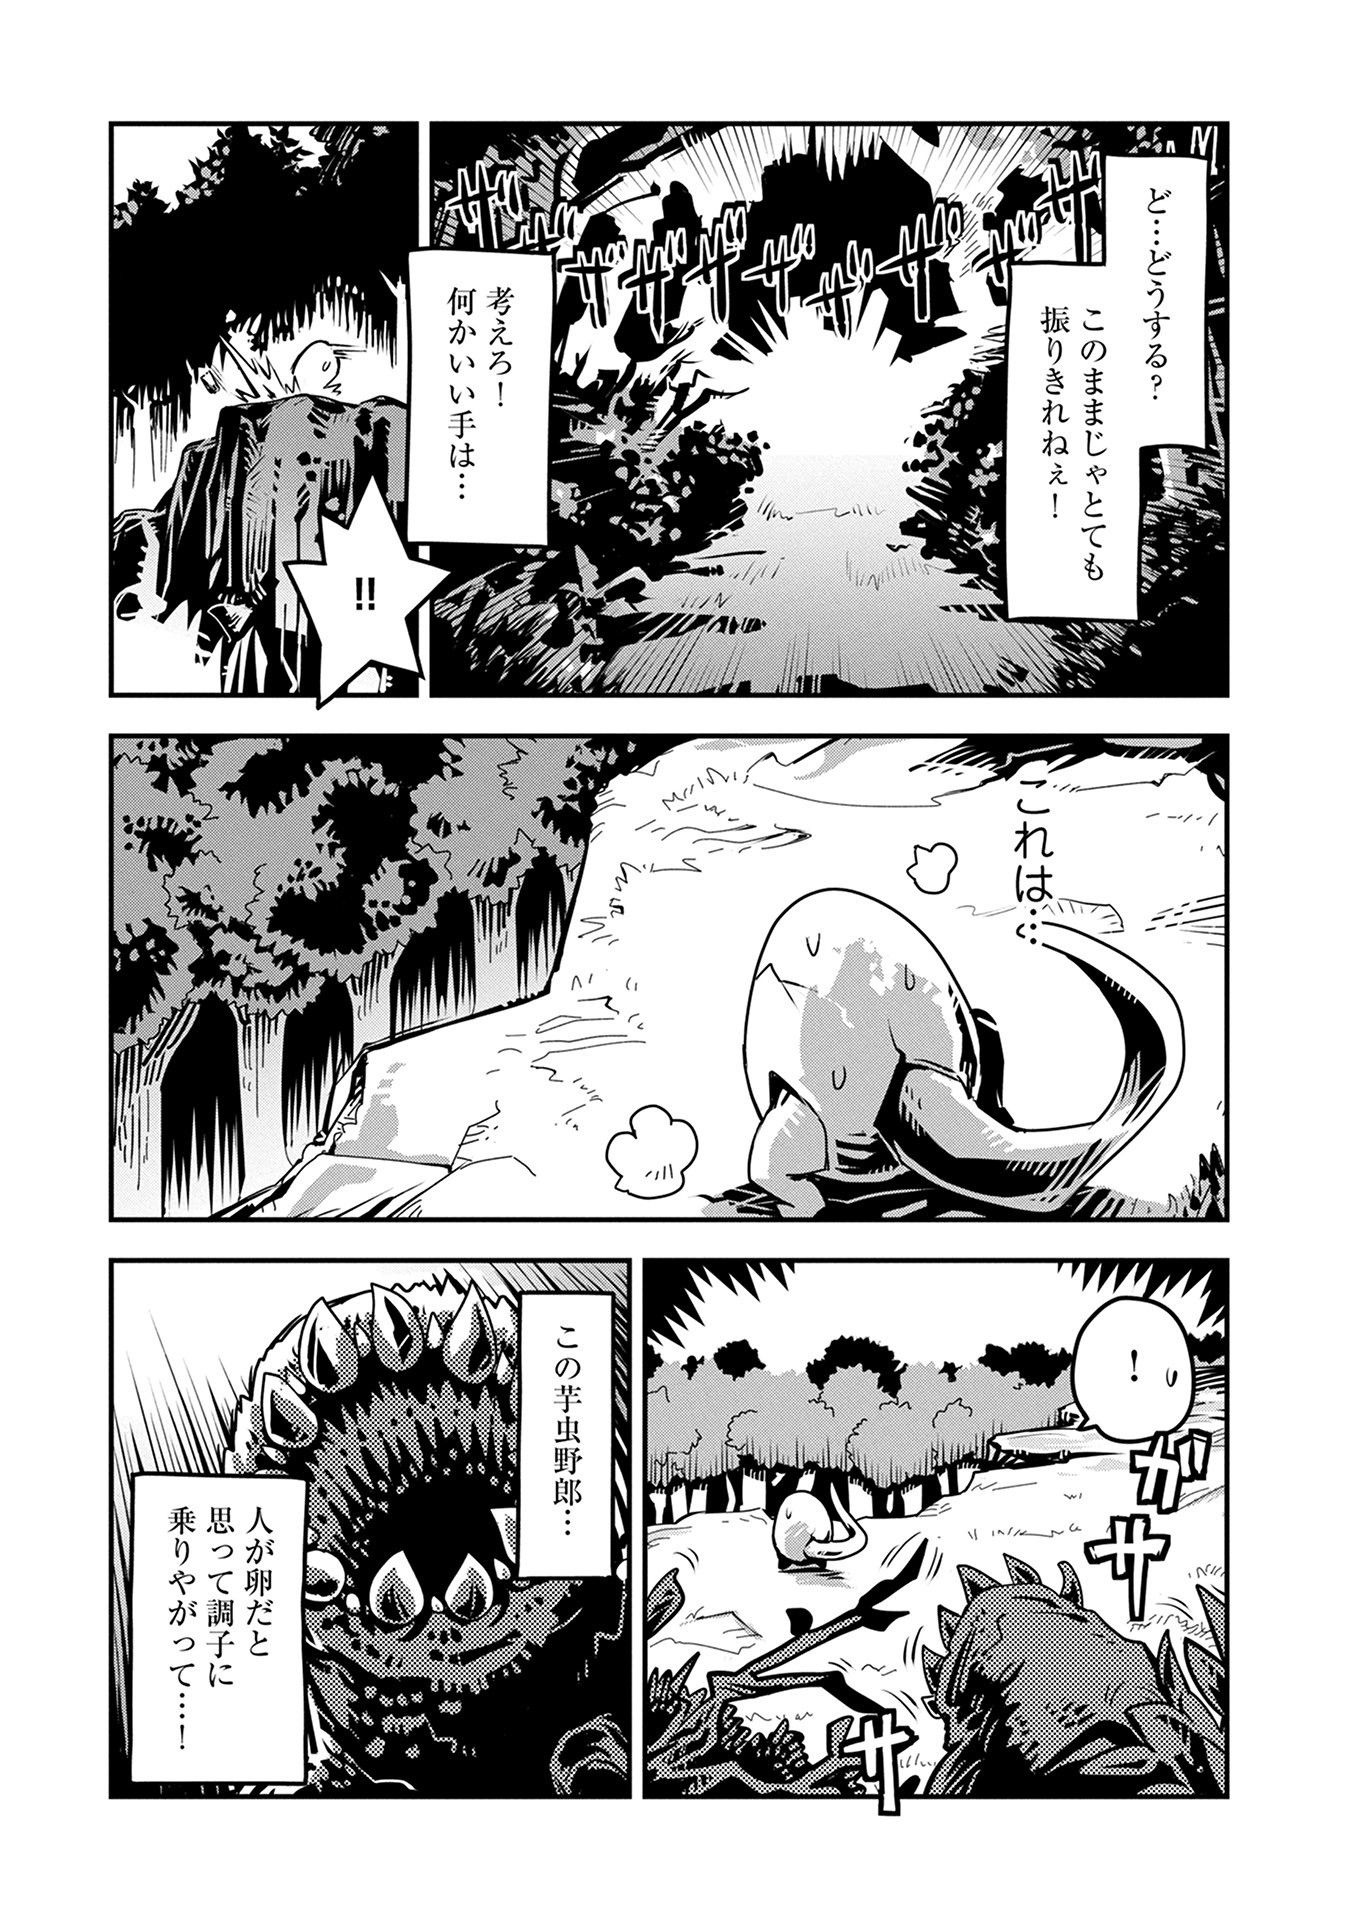 ど…どうする?
このままじゃとても
振りきれねぇ!
ザザザザザザザザザ
考えろ!
何かいい手は…
!!
これは…
!
ガサササ
この芋虫野郎…
人が卵だと
思って調子に
乗りやがって……!